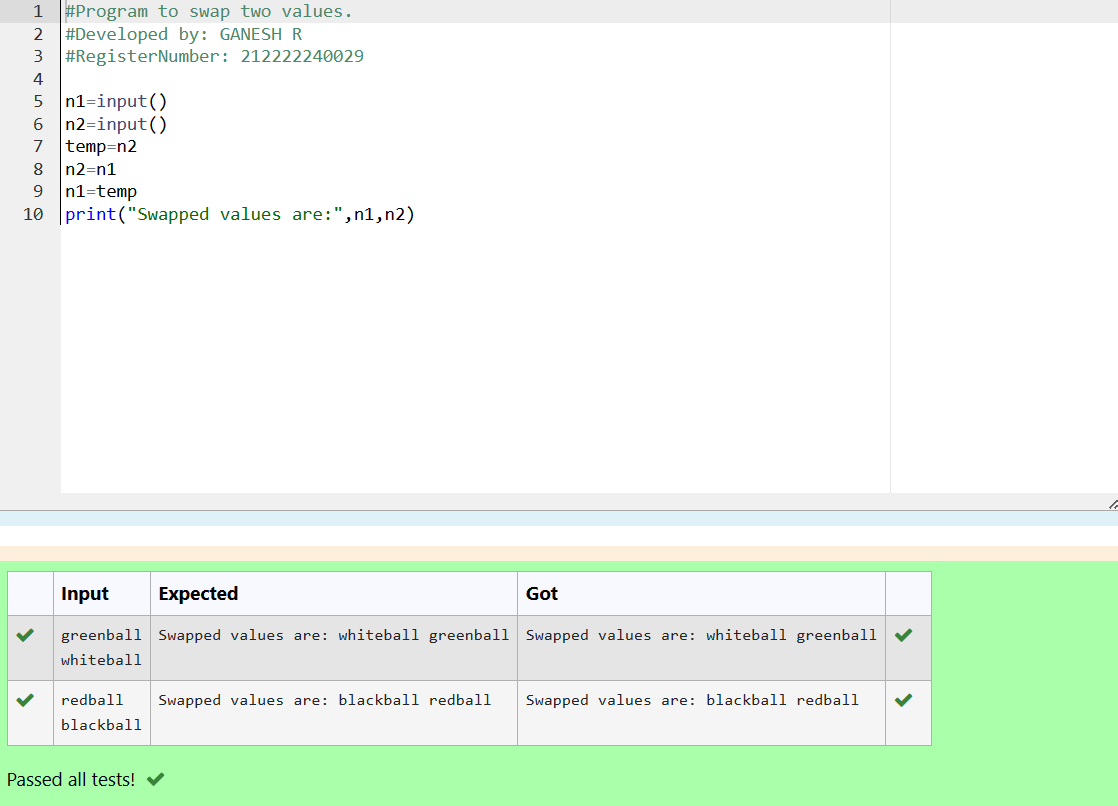 1 #Program to swap two values.
2 #Developed by: GANESH R
3 #RegisterNumber: 212222240029
4
5 n1=input()
6 n2=input()
7 temp=n2
8 n2=n1
9 n1=temp
10 print("Swapped values are:",n1,n2)
Input Expected Got
greenball Swapped values are: whiteball greenball Swapped values are: whiteball greenball
whiteball
redball Swapped values are: blackball redball Swapped values are: blackball redball
blackball
Passed all tests!